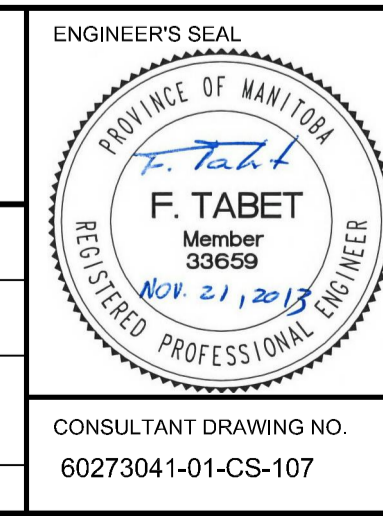 ENGINEER'S SEAL
PROVINCE OF MANITOBA
F. Tabet
F. TABET
Member
33659
NOV. 21, 2013
REGISTERED PROFESSIONAL ENGINEER
CONSULTANT DRAWING NO.
60273041-01-CS-107